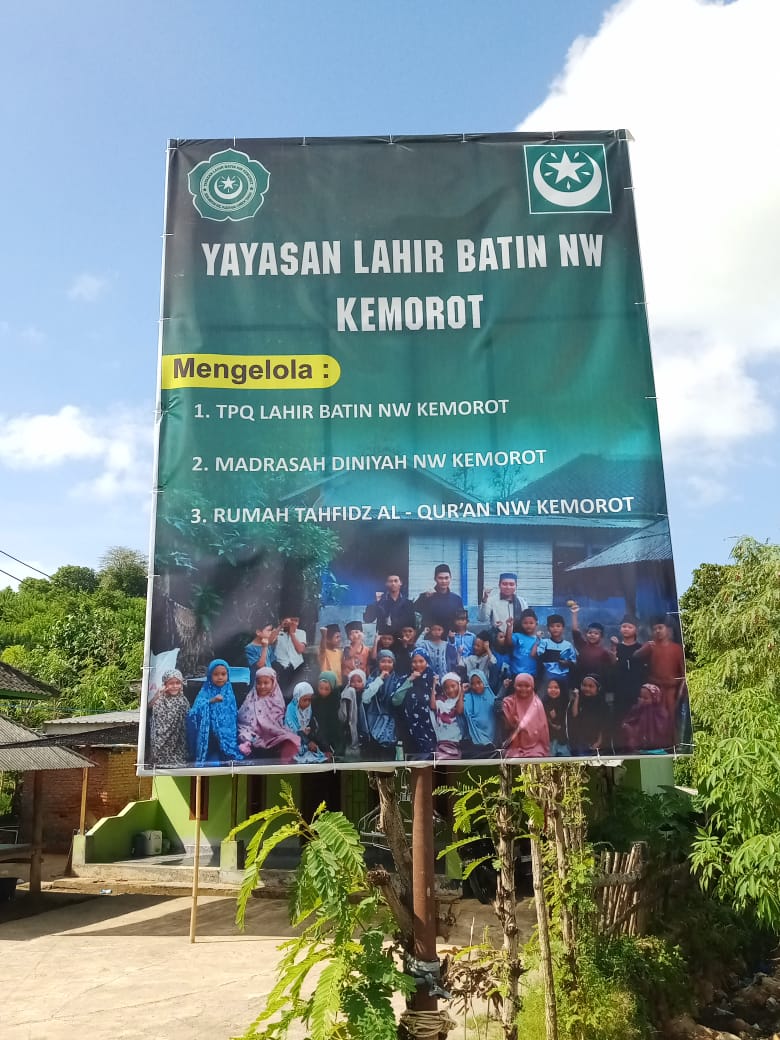 YAYASAN LAHIR BATIN NW
KEMOROT
Mengelola :
1. TPQ LAHIR BATIN NW KEMOROT
2. MADRASAH DINIYAH NW KEMOROT
3. RUMAH TAHFIDZ AL - QUR'AN NW KEMOROT